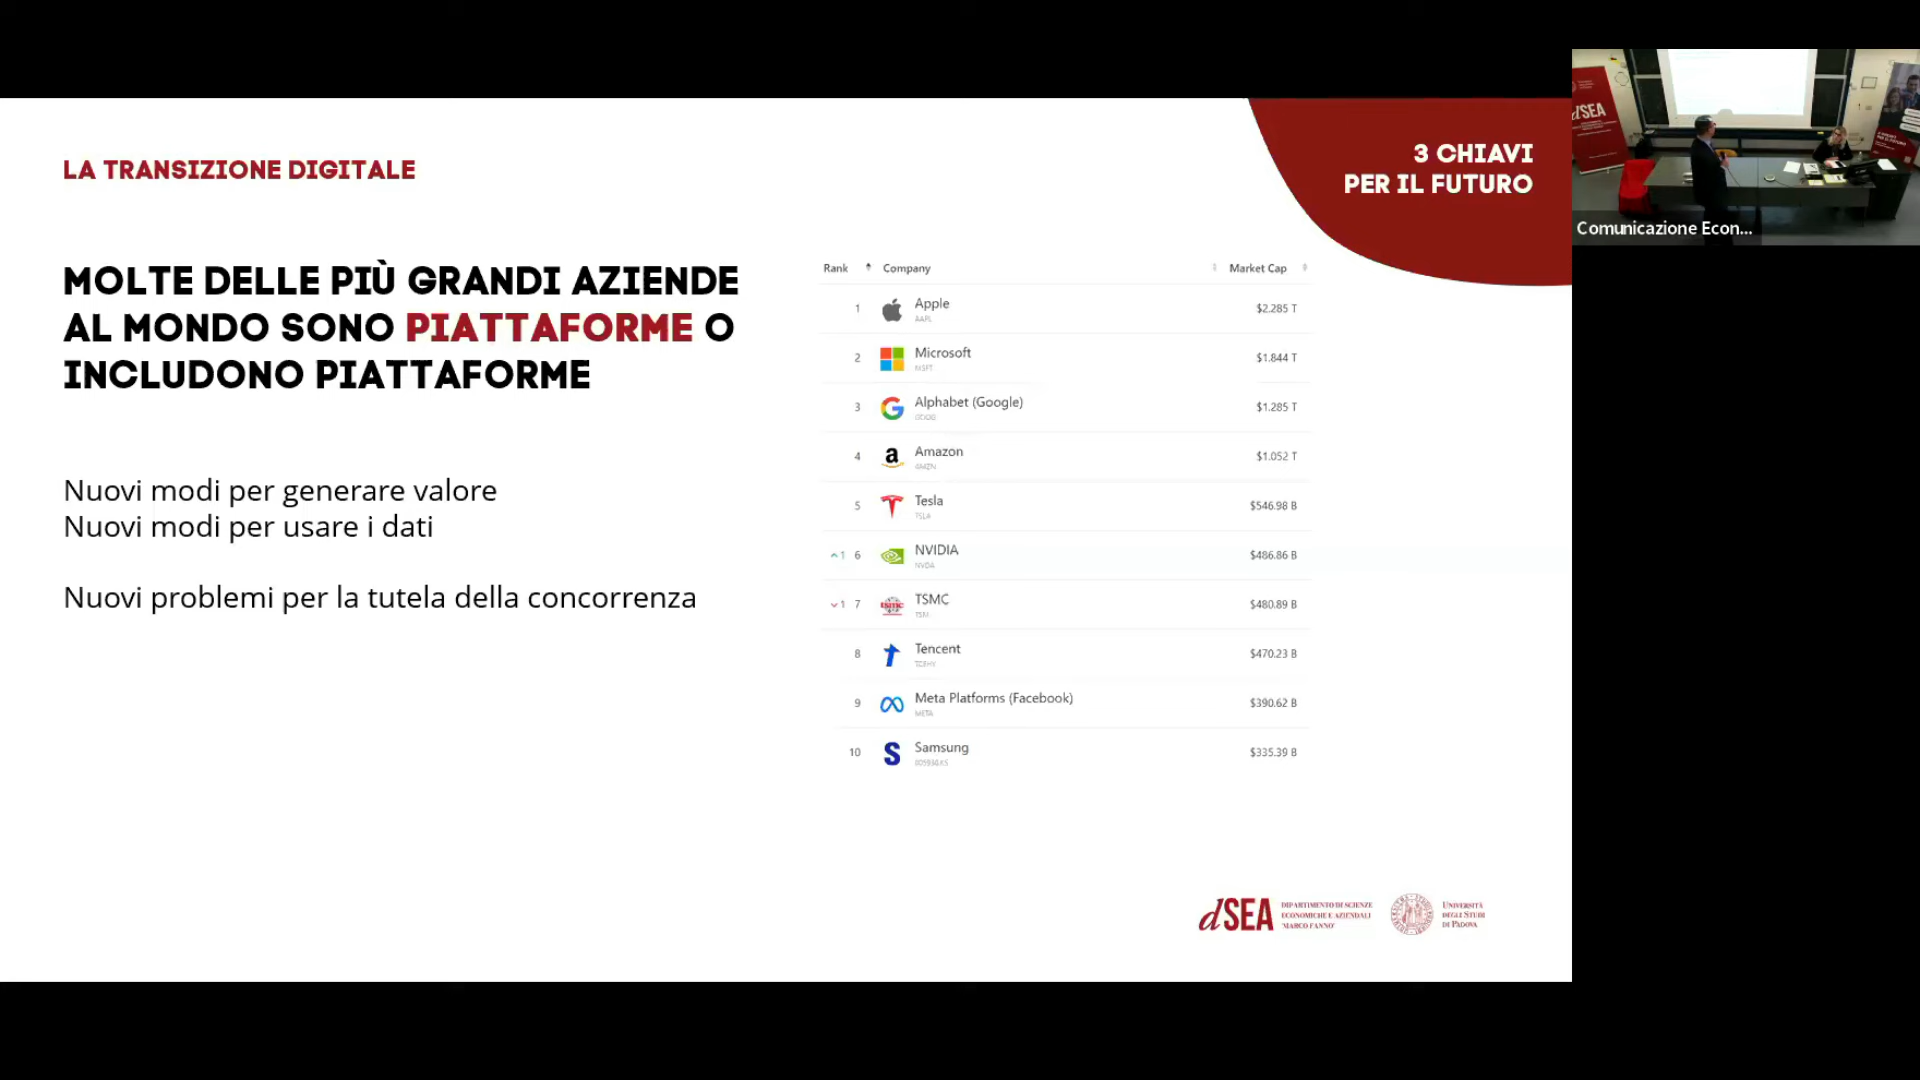 LA TRANSIZIONE DIGITALE
3 CHIAVI
PER IL FUTURO
MOLTE DELLE PIÙ GRANDI AZIENDE
AL MONDO SONO PIATTAFORME O
INCLUDONO PIATTAFORME
Nuovi modi per generare valore
Nuovi modi per usare i dati
Nuovi problemi per la tutela della concorrenza
Rank Company Market Cap
1 Apple $2.285 T
AAPL
2 Microsoft $1.844 T
MSFT
3 Alphabet (Google) $1.285 T
GOOG
4 Amazon $1.052 T
AMZN
5 Tesla $546.98 B
TSLA
1 6 NVIDIA $486.86 B
NVDA
1 7 TSMC $480.89 B
TSM
8 Tencent $470.23 B
TCEHY
9 Meta Platforms (Facebook) $390.62 B
META
10 Samsung $335.39 B
dSEA
DIPARTIMENTO DI SCIENZE
ECONOMICHE E AZIENDALI
'MARCO FANNO'
UNIVERSITÀ
DEGLI STUDI
DI PADOVA
dSEA
Comunicazione Econ...